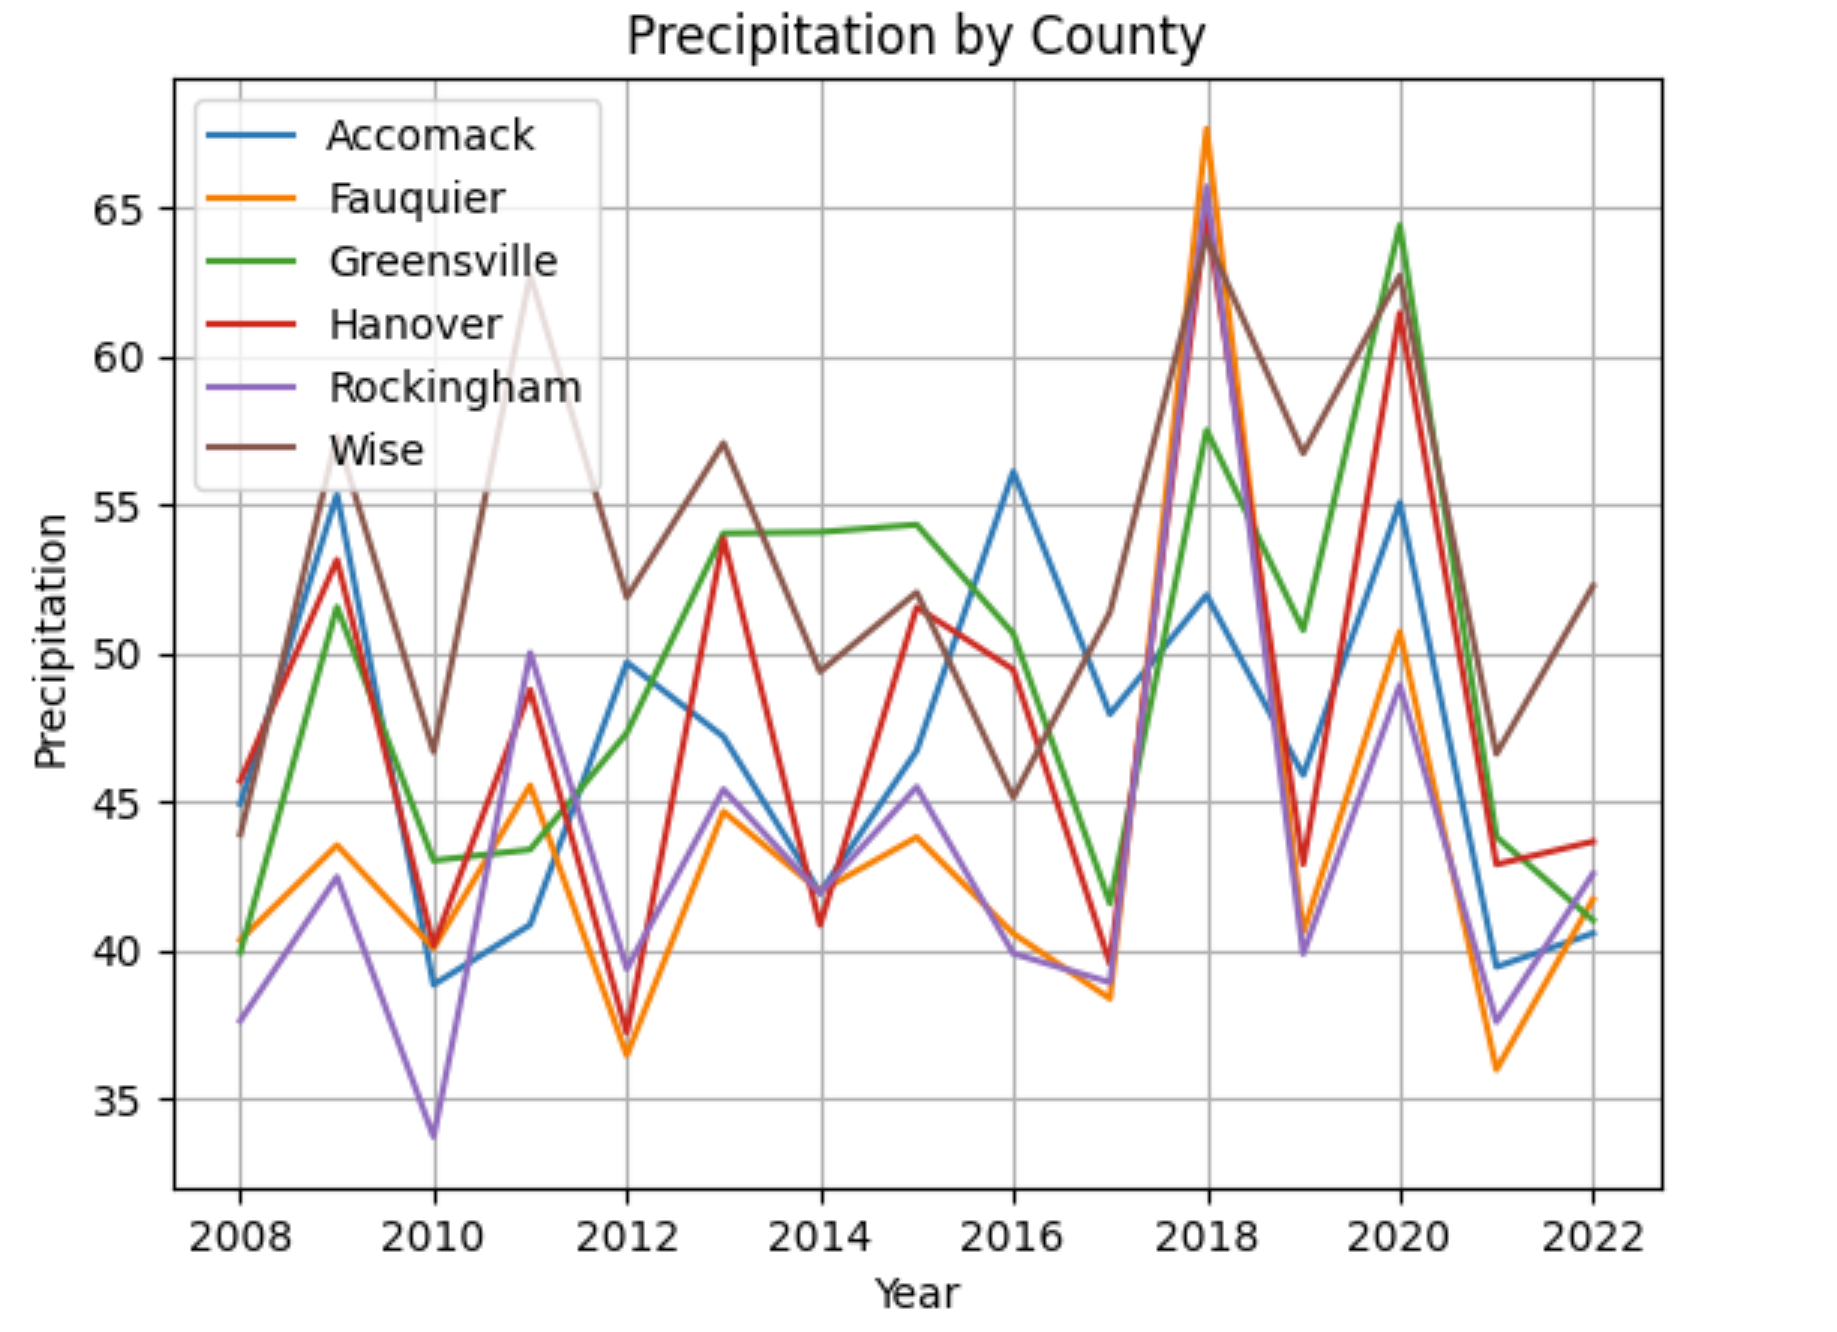 Precipitation by County
Accomack
Fauquier
Greensville
Hanover
Rockingham
Wise
65
60
55
50
45
40
35
Precipitation
2008 2010 2012 2014 2016 2018 2020 2022
Year